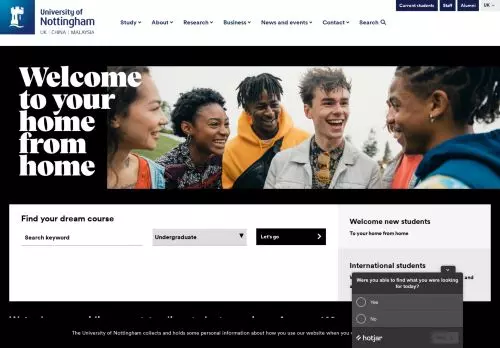 University of
Nottingham
UK | CHINA | MALAYSIA
Current students
Staff
Alumni
UK
Study
About
Research
Business
News and events
Contact
Search
Welcome
to your
home
from
home
Find your dream course
Search keyword
Undergraduate
Let's go
Welcome new students
To your home from home
International students
and
Were you able to find what you were looking
for today?
Yes
No
hotjar
The University of Nottingham collects and holds some personal information about how you use our website when you